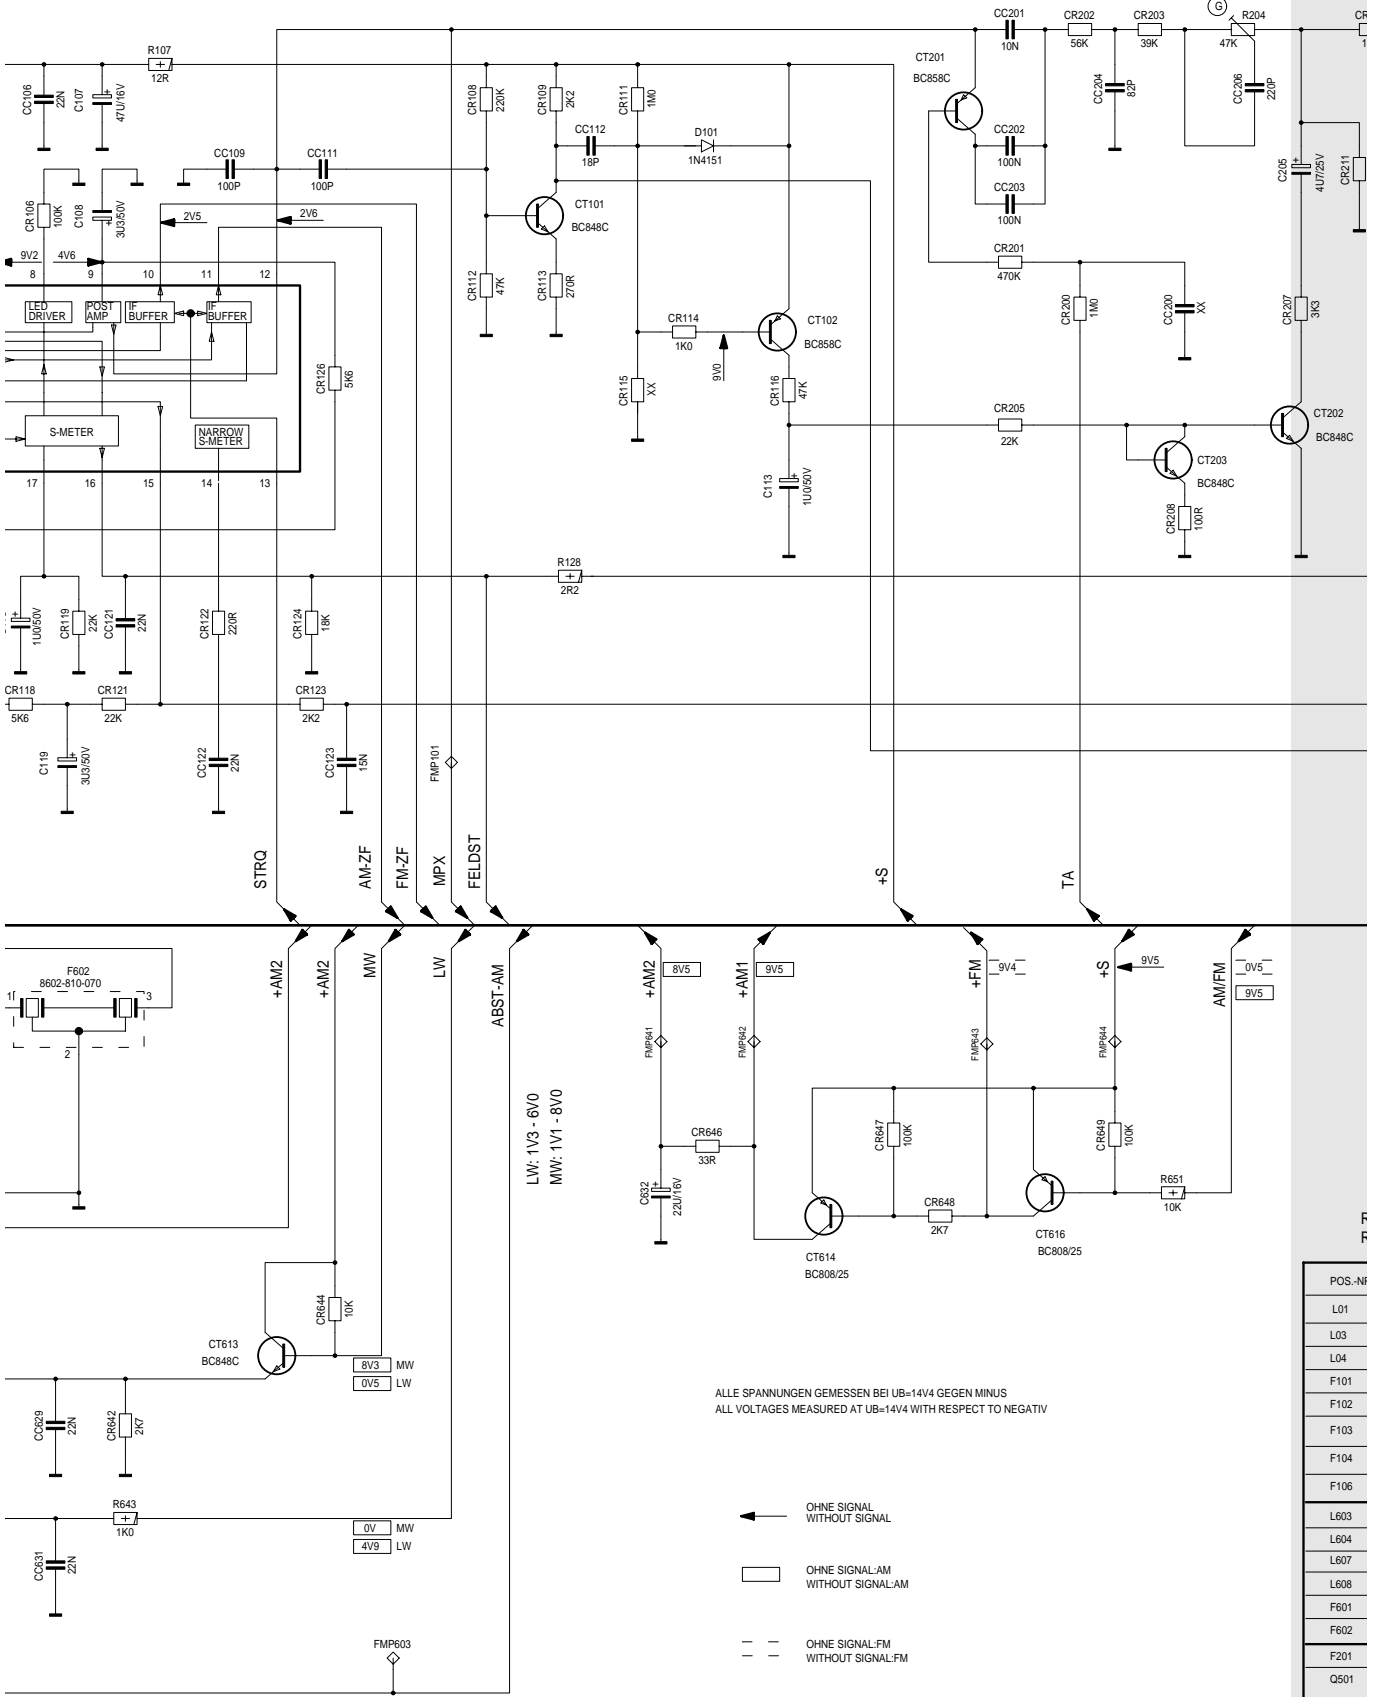 G
CC201
10N
CR202
56K
CR203
39K
R204
47K
CR
1
R107
12R
CT201
BC858C
CC106
22N
C107
47U/16V
+
CR108
220K
CR109
2K2
CR111
1M0
CC204
82P
CC206
220P
CC112
18P
D101
1N4151
CC202
100N
CC109
100P
CC111
100P
C205
4U7/25V
+
CR211
CC203
100N
CR106
100K
C108
3U3/50V
+
2V5
2V6
CT101
BC848C
9V2
4V6
CR201
470K
8
9
10
11
12
CR112
47K
CR113
270R
LED
DRIVER
POST
AMP
IF
BUFFER
IF
BUFFER
CR114
1K0
CT102
BC858C
CR200
1M0
CC200
XX
CR207
3K3
9V0
CR126
5K6
CR115
XX
CR116
47K
S-METER
NARROW
S-METER
CR205
22K
CT202
BC848C
CT203
BC848C
17
16
15
14
13
C113
1U0/50V
+
CR208
100R
R128
2R2
1U0/50V
+
CR119
22K
CC121
22N
CR122
220R
CR124
18K
CR118
5K6
CR121
22K
CR123
2K2
C119
3U3/50V
+
CC122
22N
CC123
15N
FMP101
STRQ
AM-ZF
FM-ZF
MPX
FELDST
+S
TA
+AM2
+AM2
MW
LW
ABST-AM
+AM2
8V5
+AM1
9V5
+FM
9V4
+S
9V5
AM/FM
0V5
9V5
F602
8602-810-070
1
3
2
FMP641
FMP642
FMP643
FMP644
LW: 1V3 - 6V0
MW: 1V1 - 8V0
CR646
33R
CR647
100K
CR649
100K
C632
22U/16V
+
CR648
2K7
R651
10K
CT614
BC808/25
CT616
BC808/25
R
R
POS.-NR
L01
L03
L04
F101
F102
F103
F104
F106
L603
L604
L607
L608
F601
F602
F201
Q501
CR644
10K
CT613
BC848C
8V3 MW
0V5 LW
ALLE SPANNUNGEN GEMESSEN BEI UB=14V4 GEGEN MINUS
ALL VOLTAGES MEASURED AT UB=14V4 WITH RESPECT TO NEGATIV
CC629
22N
CR642
2K7
R643
1K0
0V MW
4V9 LW
CC631
22N
OHNE SIGNAL
WITHOUT SIGNAL
OHNE SIGNAL:AM
WITHOUT SIGNAL:AM
OHNE SIGNAL:FM
WITHOUT SIGNAL:FM
FMP603